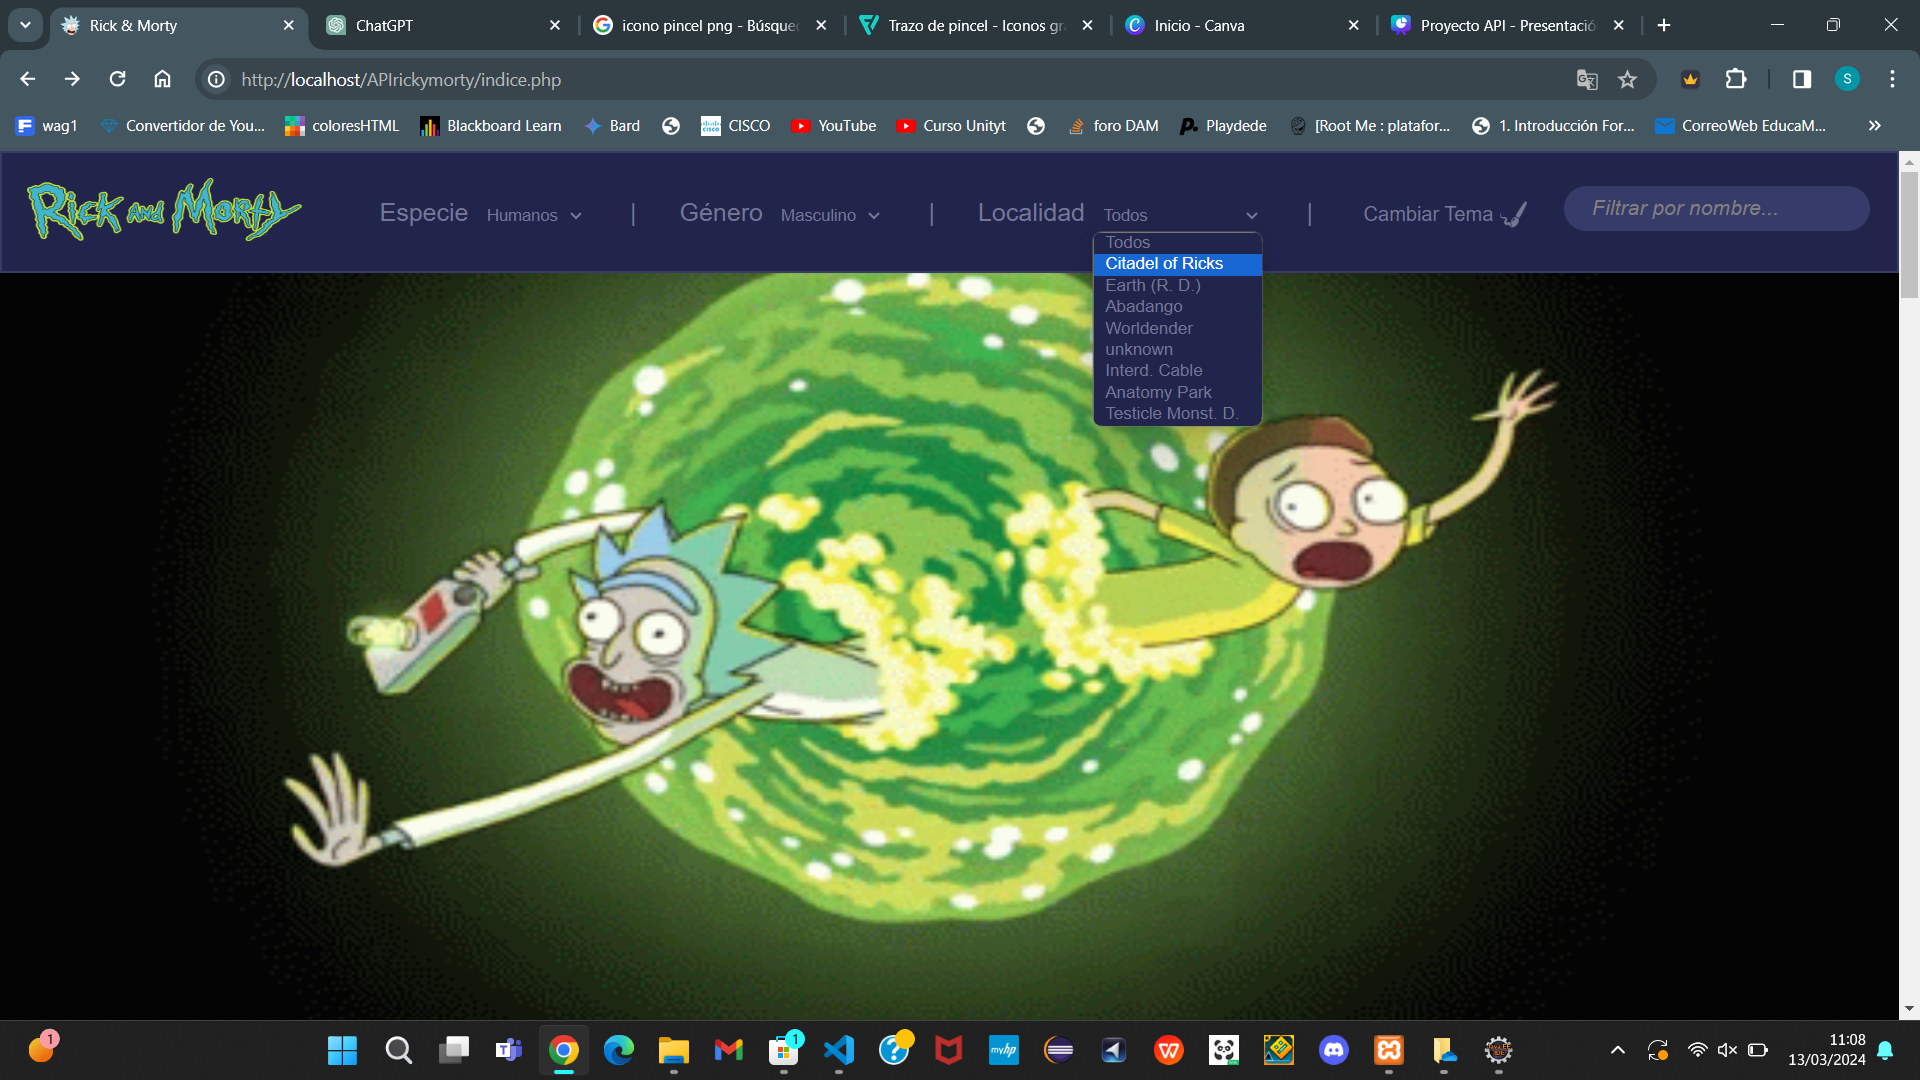 Rick & Morty
ChatGPT
icono pincel png - Búsque
Trazo de pincel - Iconos gr
Inicio - Canva
Proyecto API - Presentació
http://localhost/APIrickymorty/indice.php
S
wag1
Convertidor de You...
coloresHTML
Blackboard Learn
Bard
CISCO
YouTube
Curso Unityt
foro DAM
Playdede
[Root Me : platafor...
1. Introducción For...
CorreoWeb EducaM...
Rick and Morty
Especie Humanos | Género Masculino | Localidad Todos | Cambiar Tema Filtrar por nombre...
Todos
Citadel of Ricks
Earth (R. D.)
Abadango
Worldender
unknown
Interd. Cable
Anatomy Park
Testicle Monst. D.
1
1
myhp
11:08
13/03/2024